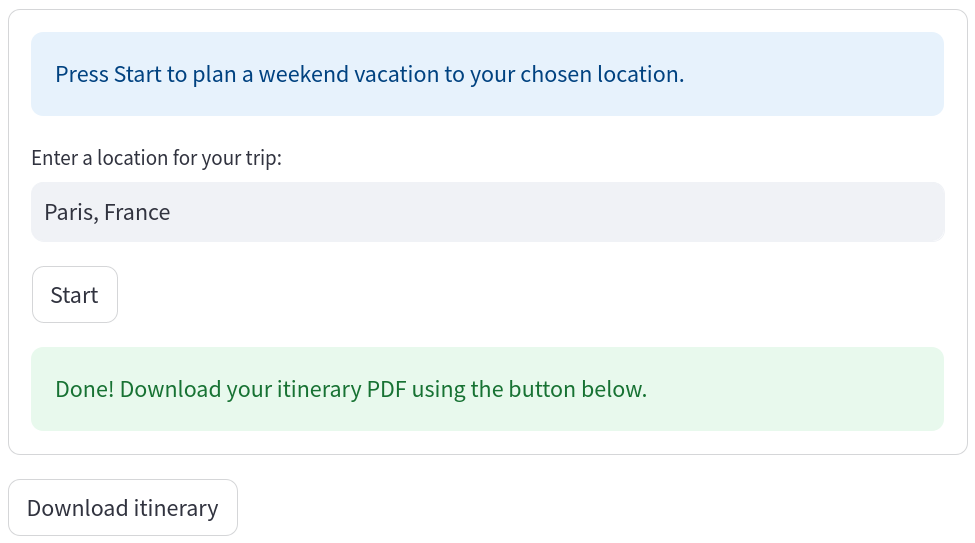 Press Start to plan a weekend vacation to your chosen location.
Enter a location for your trip:
Paris, France
Start
Done! Download your itinerary PDF using the button below.
Download itinerary